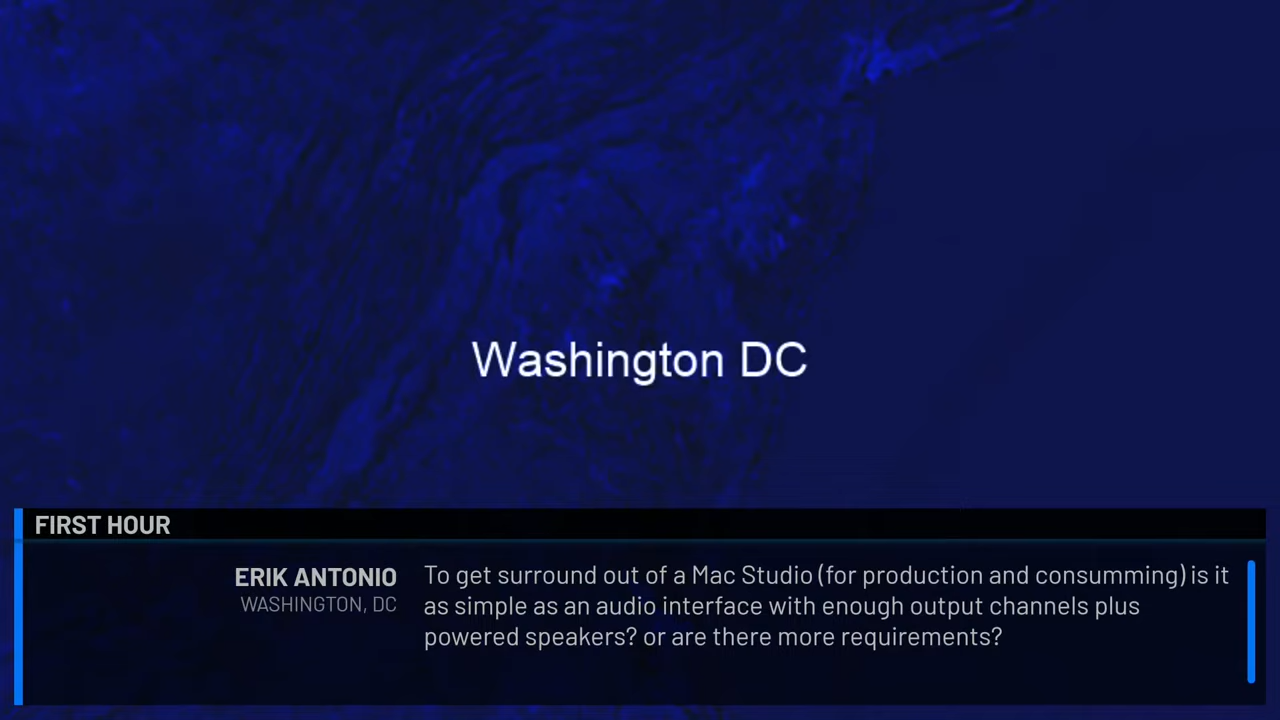 Washington DC
FIRST HOUR
ERIK ANTONIO
WASHINGTON, DC
To get surround out of a Mac Studio (for production and consumming) is it
as simple as an audio interface with enough output channels plus
powered speakers? or are there more requirements?